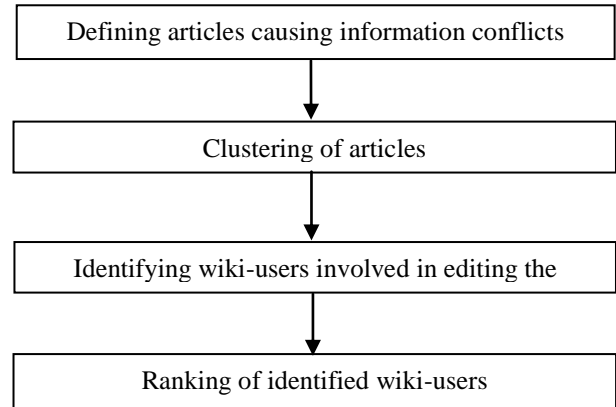 Defining articles causing information conflicts
Clustering of articles
Identifying wiki-users involved in editing the
Ranking of identified wiki-users